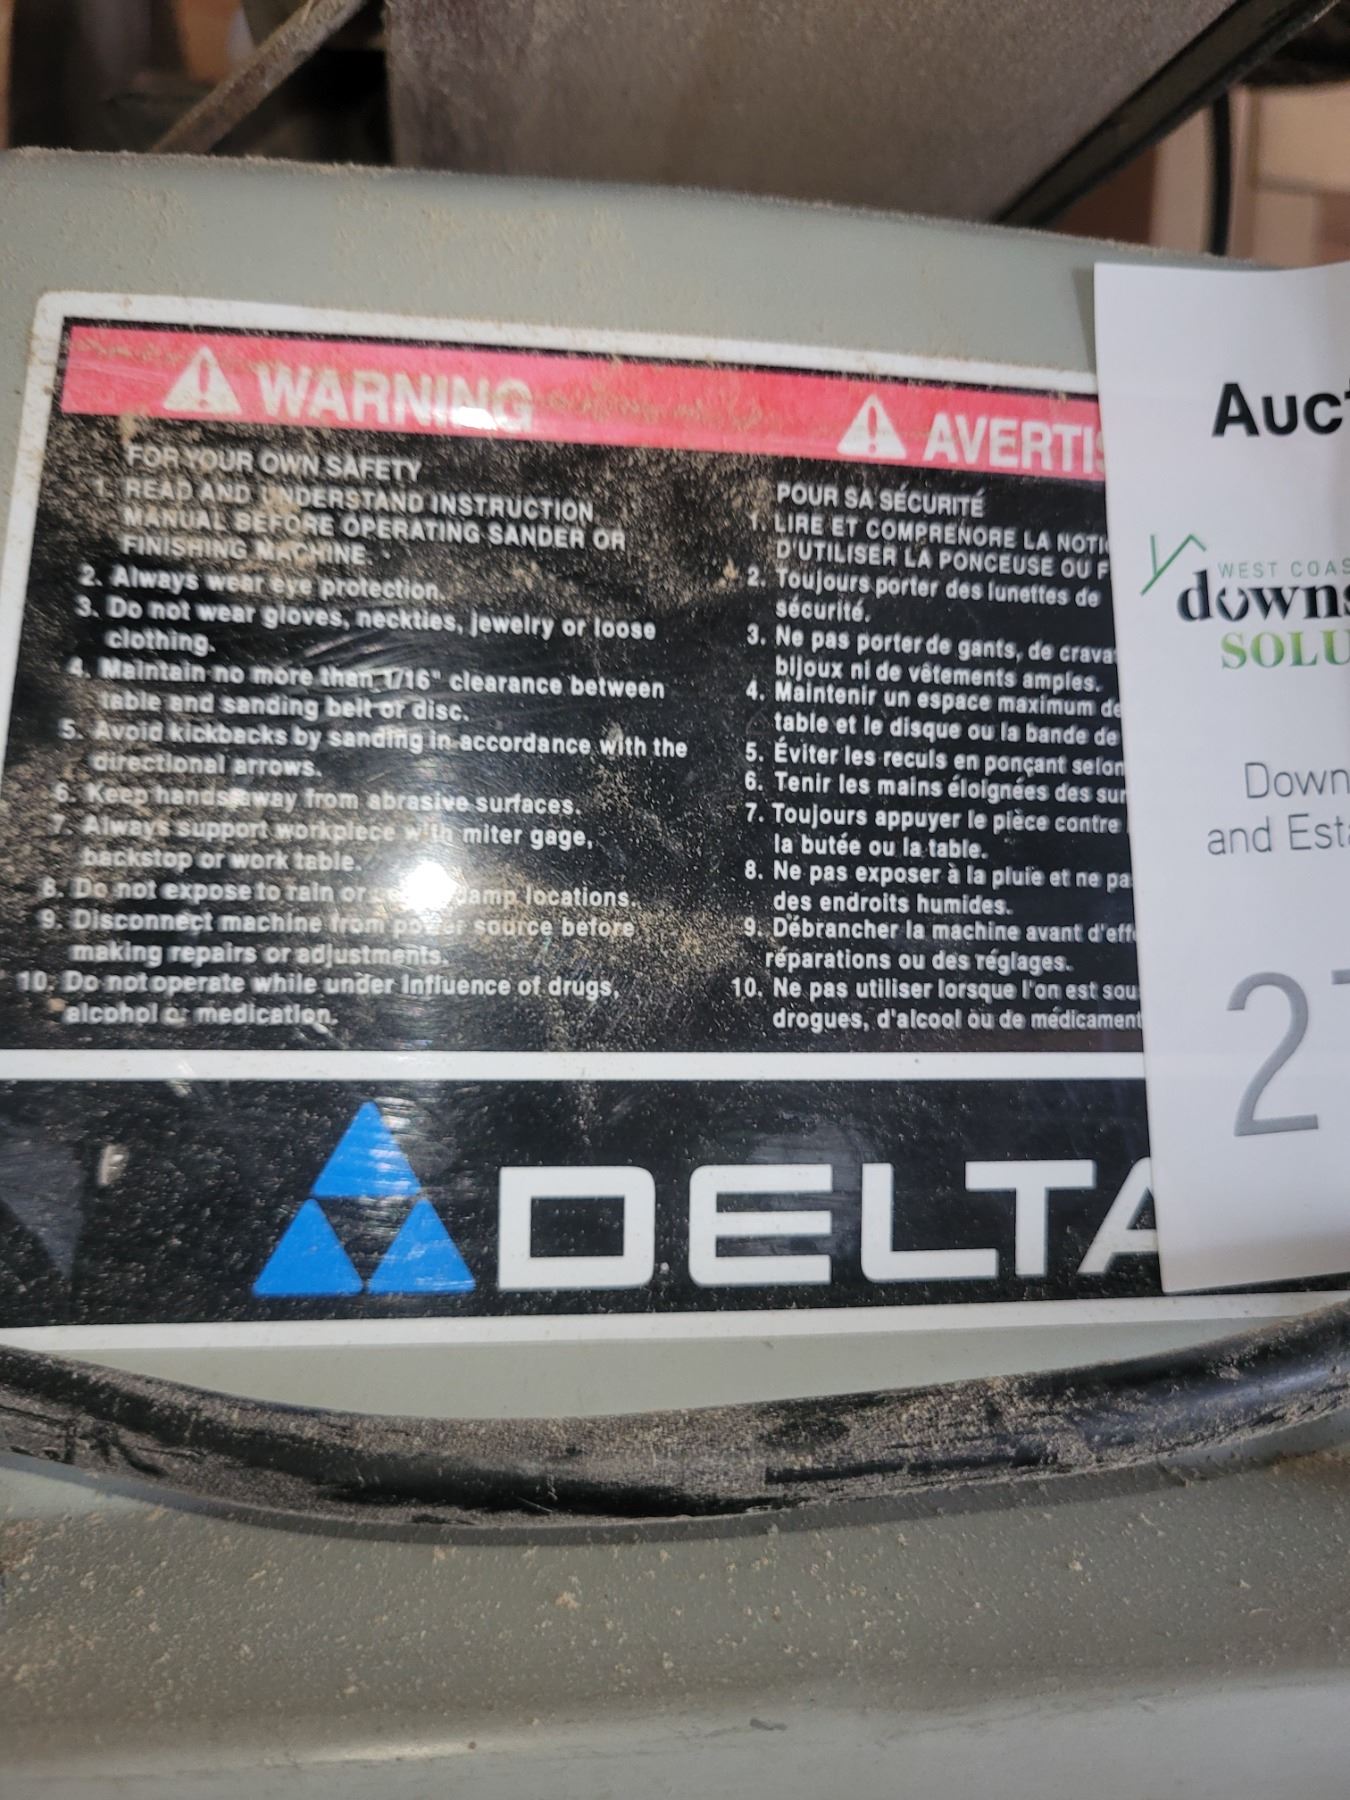 WARNING
FOR YOUR OWN SAFETY
1. READ AND UNDERSTAND INSTRUCTION
MANUAL BEFORE OPERATING SANDER OR
FINISHING MACHINE.
2. Always wear eye protection.
3. Do not wear gloves, neckties, jewelry or loose
clothing.
4. Maintain no more then 1/16" clearance between
table and sanding belt or disc.
5. Avoid kickbacks by sanding in accordance with the
directional arrows.
6. Keep hands away from abrasive surfaces.
7. Always support workpiece with miter gage,
backstop or work table.
8. Do not expose to rain or damp locations.
9. Disconnect machine from power source before
making repairs or adjustments.
10. Do not operate while under influence of drugs,
alcohol or medication.
AVERTIS
POUR SA SÉCURITÉ
1. LIRE ET COMPRENORE LA NOTI
D'UTILISER LA PONCEUSE OU F
2. Toujours porter des lunettes de
sécurité.
3. Ne pas porter de gants, de crava
bijoux ni de vêtements amples.
4. Maintenir un espace maximum de
table et le disque ou la bande de
5. Éviter les reculs en ponçant selon
6. Tenir les mains éloignées des sur
7. Toujours appuyer le pièce contre
la butée ou la table.
8. Ne pas exposer à la pluie et ne pa
des endroits humides.
9. Débrancher la machine avant d'eff
réparations ou des réglages.
10. Ne pas utiliser lorsque l'on est sou
drogues, d'alcool ou de médicament
DELTA
Auct
WEST COAS
downs
SOLU
Down
and Esta
27